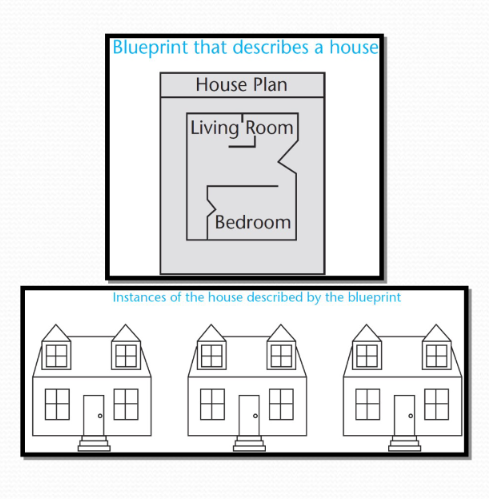 Blueprint that describes a house
House Plan
Living Room
Bedroom
Instances of the house described by the blueprint